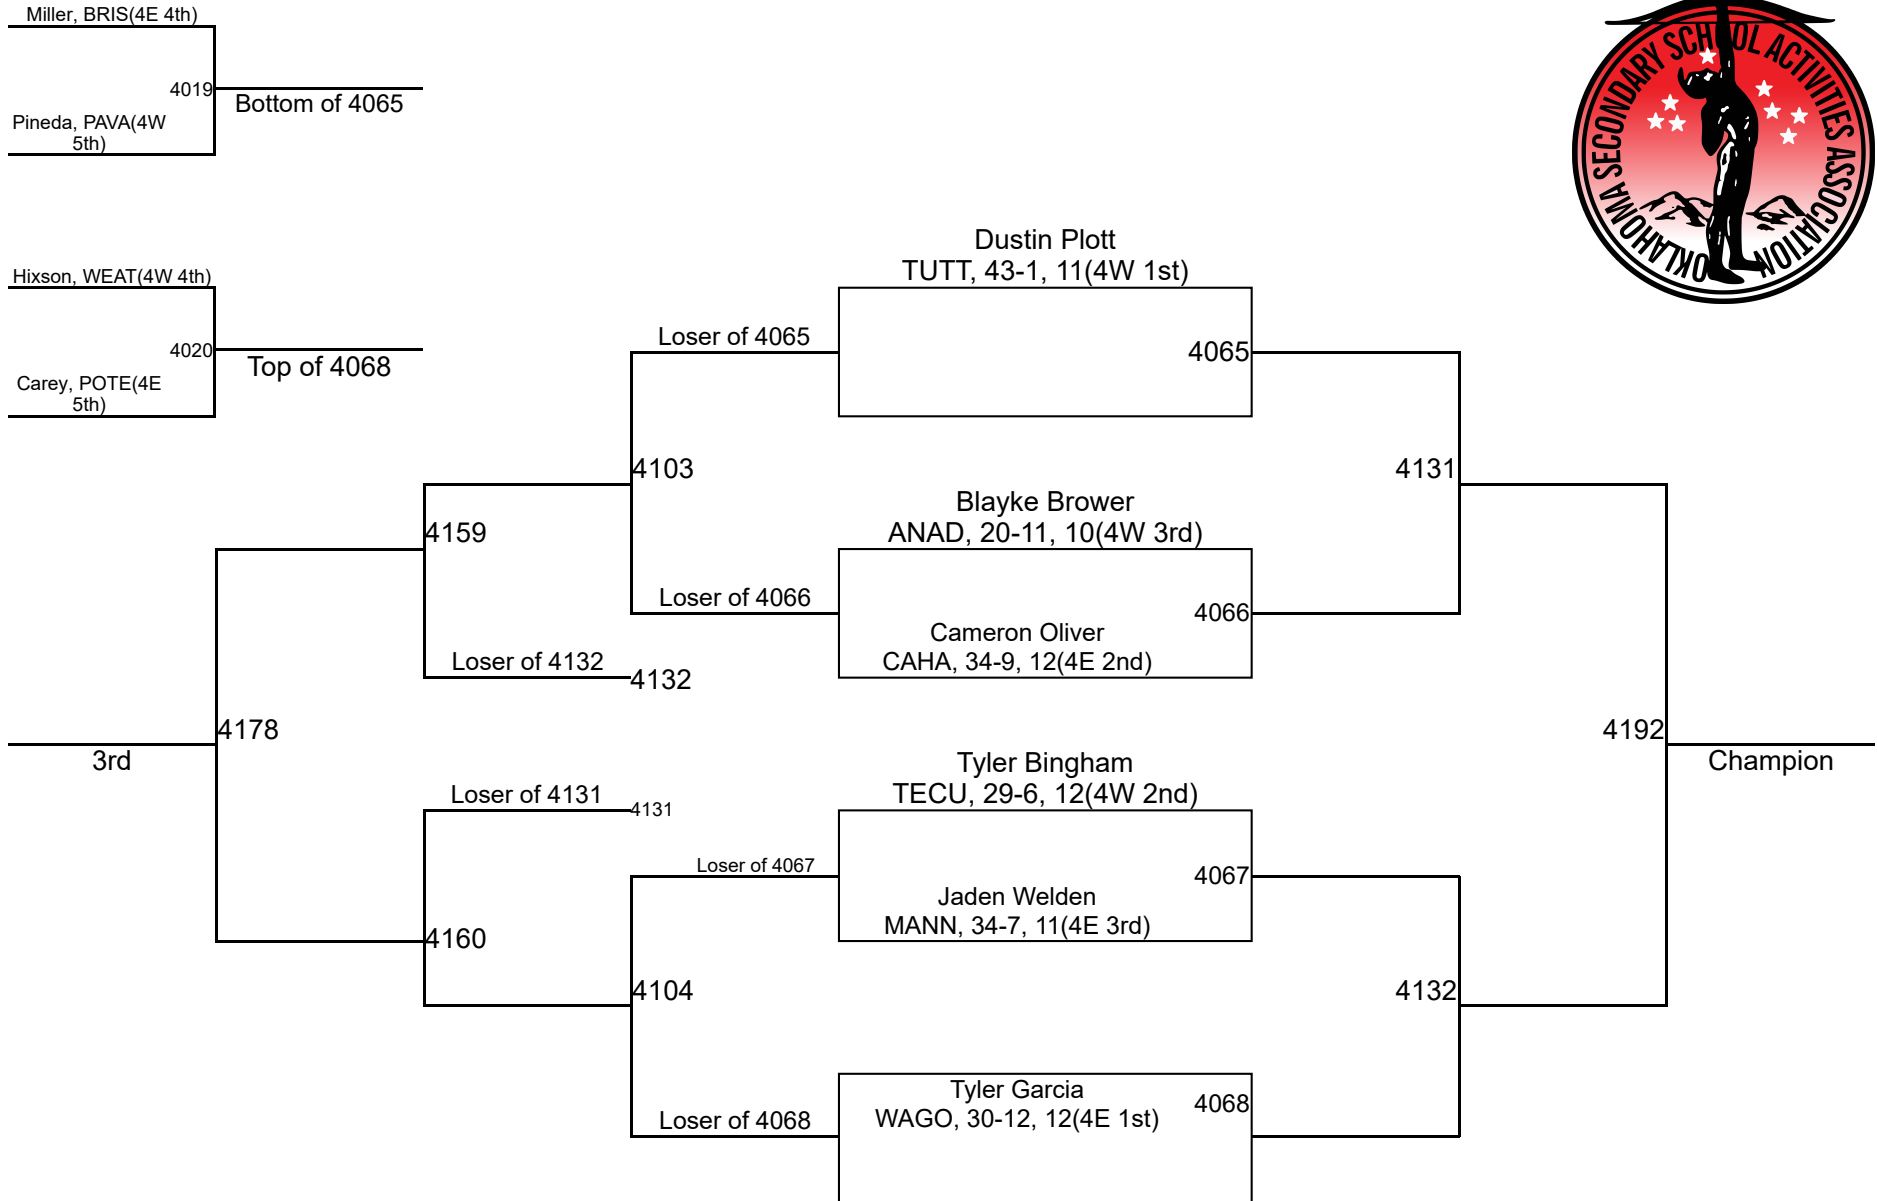 Miller, BRIS(4E 4th)
4019
Bottom of 4065
Pineda, PAVA(4W
5th)
OKLAHOMA SECONDARY SCHOOL ACTIVITIES ASSOCIATION
Hixson, WEAT(4W 4th)
4020
Top of 4068
Carey, POTE(4E
5th)
Dustin Plott
TUTT, 43-1, 11(4W 1st)
Loser of 4065
4065
4103
4131
Blayke Brower
ANAD, 20-11, 10(4W 3rd)
4159
Loser of 4066
4066
Cameron Oliver
CAHA, 34-9, 12(4E 2nd)
Loser of 4132
4132
4178
3rd
4192
Champion
Tyler Bingham
TECU, 29-6, 12(4W 2nd)
Loser of 4131
4131
Loser of 4067
4067
Jaden Welden
MANN, 34-7, 11(4E 3rd)
4160
4104
4132
Tyler Garcia
WAGO, 30-12, 12(4E 1st)
4068
Loser of 4068